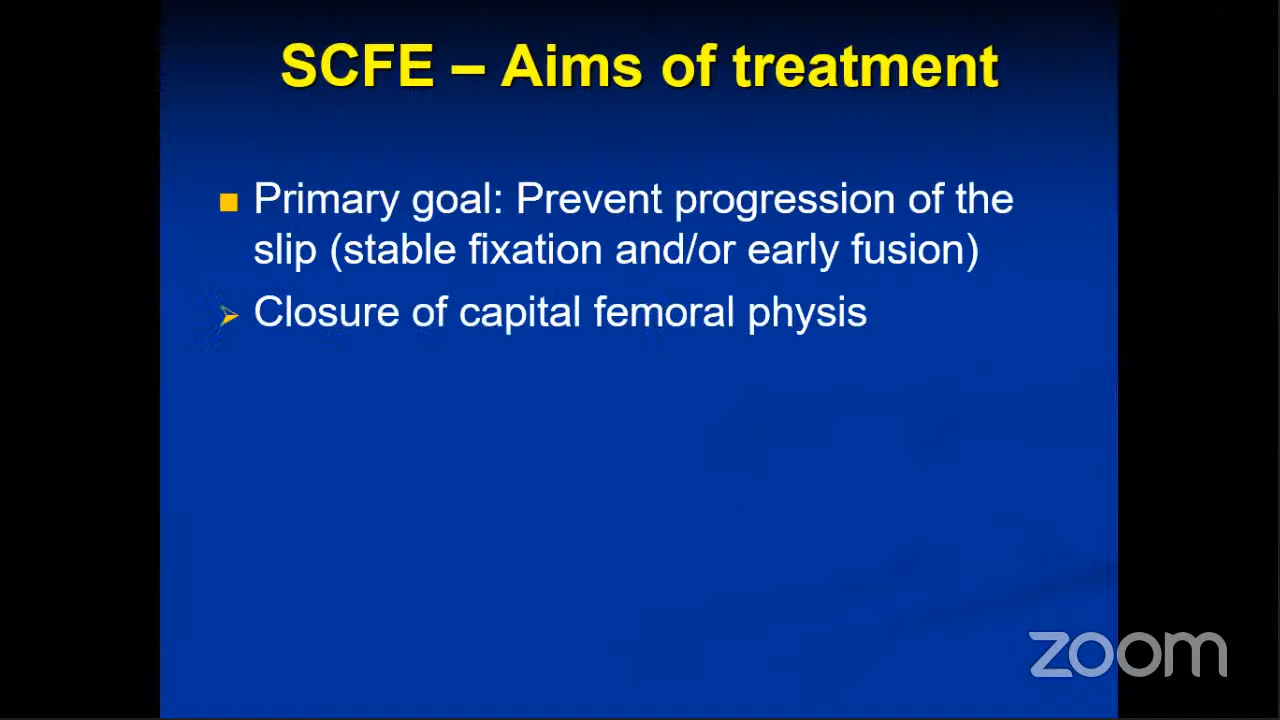 SCFE – Aims of treatment
Primary goal: Prevent progression of the
slip (stable fixation and/or early fusion)
Closure of capital femoral physis
zoom